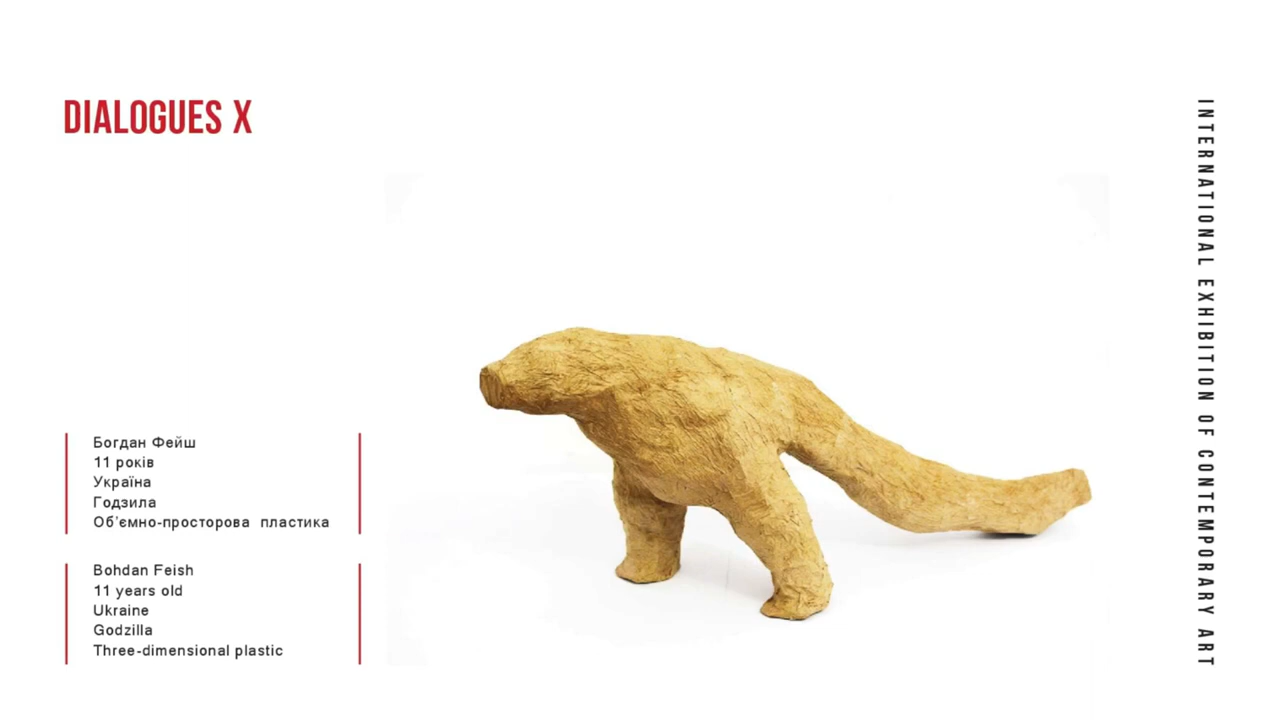 DIALOGUES X
Богдан Фейш
11 років
Україна
Годзила
Об'ємно-просторова пластика
Bohdan Feish
11 years old
Ukraine
Godzilla
Three-dimensional plastic
INTERNATIONAL EXHIBITION OF CONTEMPORARY ART